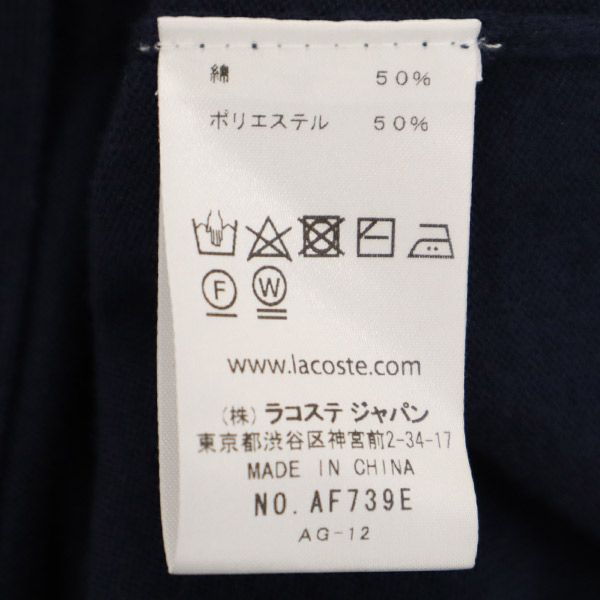 綿 50%
ポリエステル 50%
F W
www.lacoste.com
(株) ラコステ ジャパン
東京都渋谷区神宮前2-34-17
MADE IN CHINA
NO. AF739E
AG-12